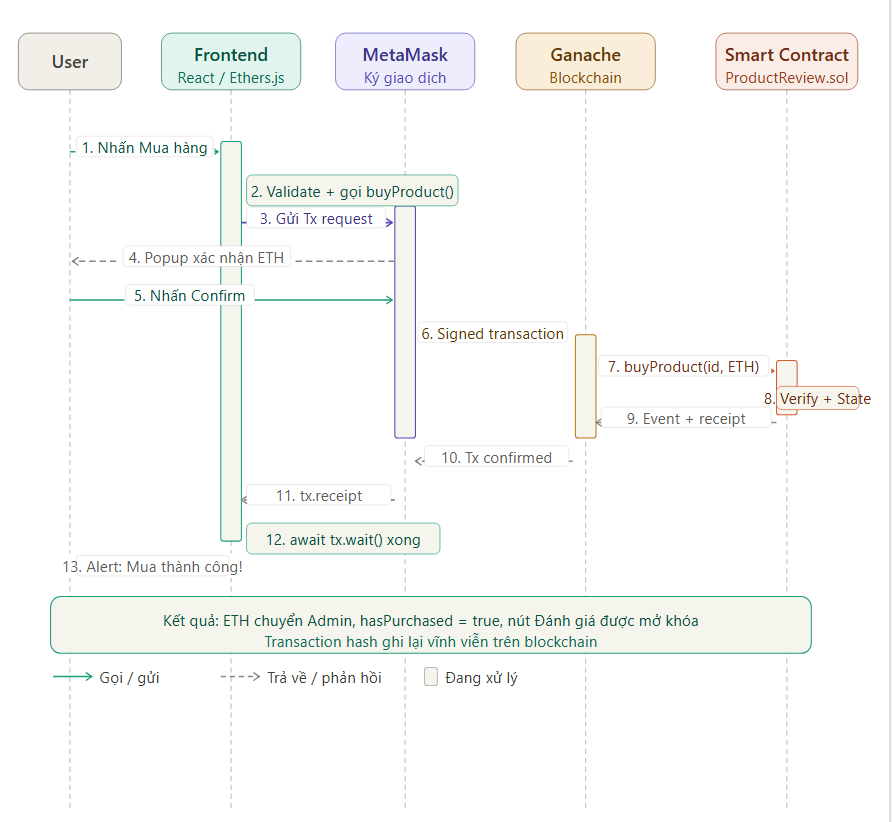 User
Frontend
React / Ethers.js
MetaMask
Ký giao dịch
Ganache
Blockchain
Smart Contract
ProductReview.sol
1. Nhấn Mua hàng
2. Validate + gọi buyProduct()
3. Gửi Tx request
4. Popup xác nhận ETH
5. Nhấn Confirm
6. Signed transaction
7. buyProduct(id, ETH)
8. Verify + State
9. Event + receipt
10. Tx confirmed
11. tx.receipt
12. await tx.wait() xong
13. Alert: Mua thành công!
Kết quả: ETH chuyển Admin, hasPurchased = true, nút Đánh giá được mở khóa
Transaction hash ghi lại vĩnh viễn trên blockchain
Gọi / gửi
Trả về / phản hồi
Đang xử lý